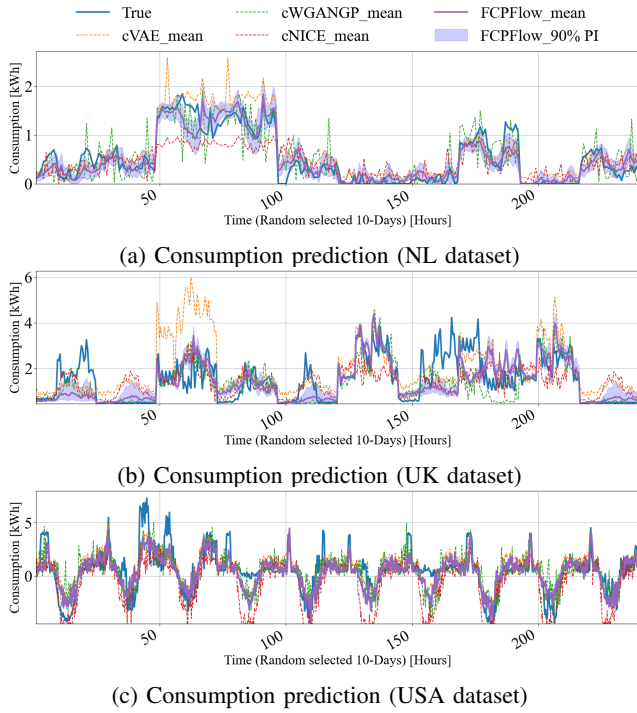 True cWGANGP_mean FCPFlow_mean
cVAE_mean cNICE_mean FCPFlow_90% PI
Consumption [kWh]
2
1
0
50 100 150 200
Time (Random selected 10-Days) [Hours]
(a) Consumption prediction (NL dataset)
Consumption [kWh]
6
4
2
50 100 150 200
Time (Random selected 10-Days) [Hours]
(b) Consumption prediction (UK dataset)
Consumption [kWh]
5
0
50 100 150 200
Time (Random selected 10-Days) [Hours]
(c) Consumption prediction (USA dataset)